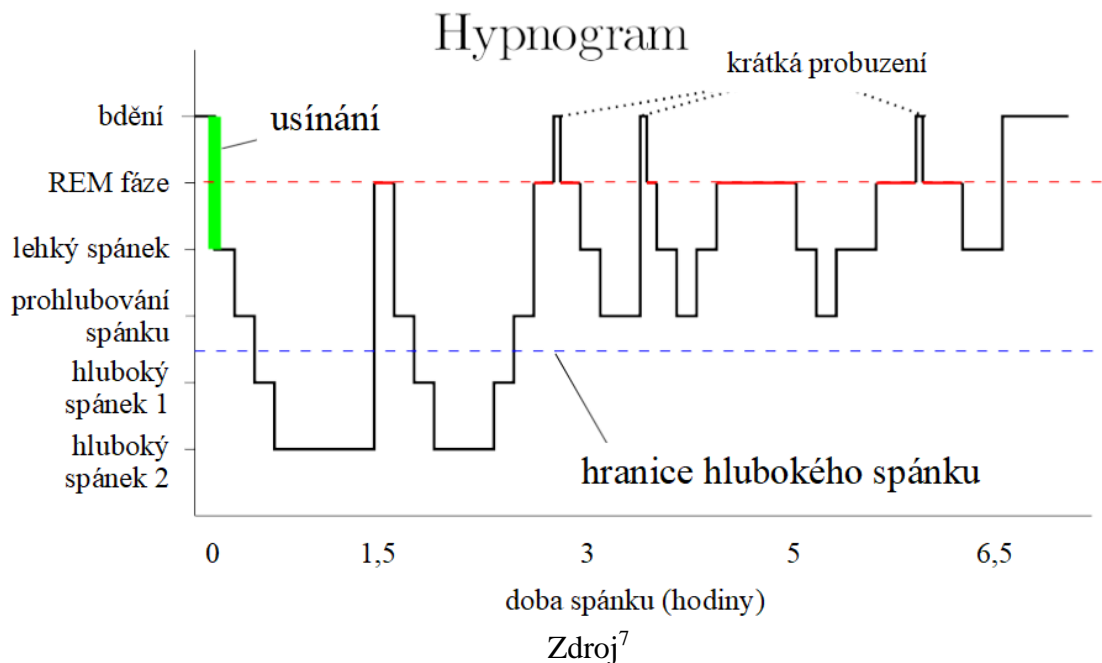 Hypnogram
krátká probuzení
bdění
usínání
REM fáze
lehký spánek
prohlubování
spánku
hluboký
spánek 1
hluboký
spánek 2
hranice hlubokého spánku
0 1,5 3 5 6,5
doba spánku (hodiny)
Zdroj7